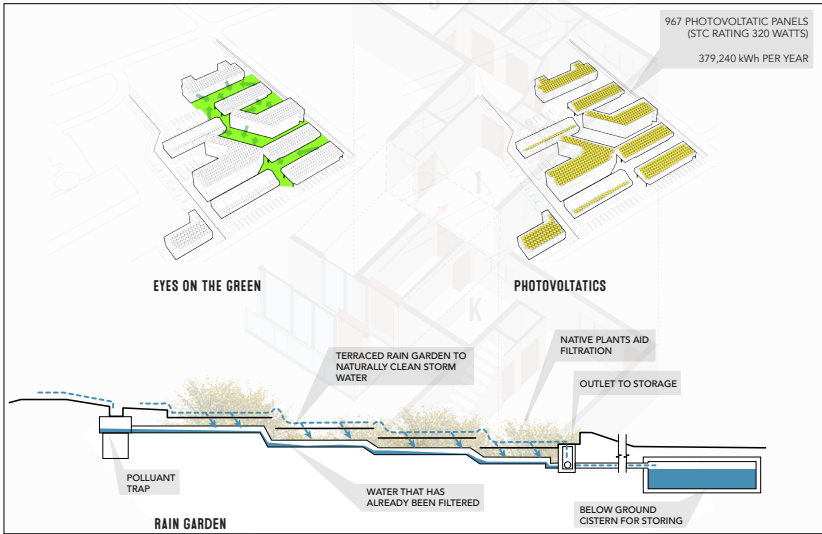 967 PHOTOVOLTATIC PANELS
(STC RATING 320 WATTS)
379,240 kWh PER YEAR
EYES ON THE GREEN
PHOTOVOLTATICS
1
K
TERRACED RAIN GARDEN TO
NATURALLY CLEAN STORM
WATER
NATIVE PLANTS AID
FILTRATION
OUTLET TO STORAGE
POLLUANT
TRAP
WATER THAT HAS
ALREADY BEEN FILTERED
BELOW GROUND
CISTERN FOR STORING
RAIN GARDEN